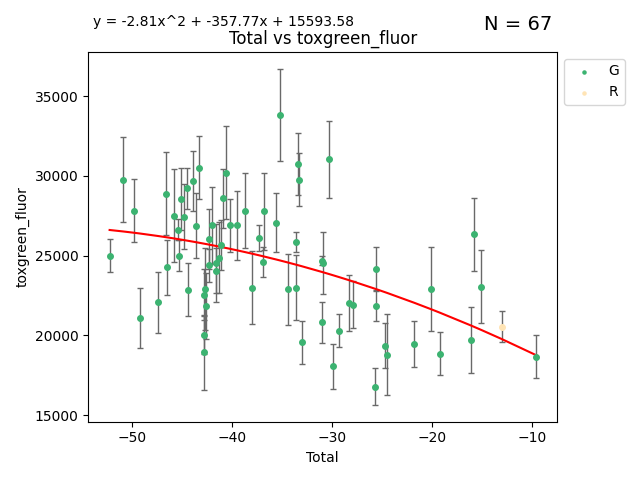 y = -2.81x^2 + -357.77x + 15593.58
N = 67
Total vs toxgreen_fluor
G
R
35000
30000
25000
20000
15000
toxgreen_fluor
−50
−40
−30
−20
−10
Total